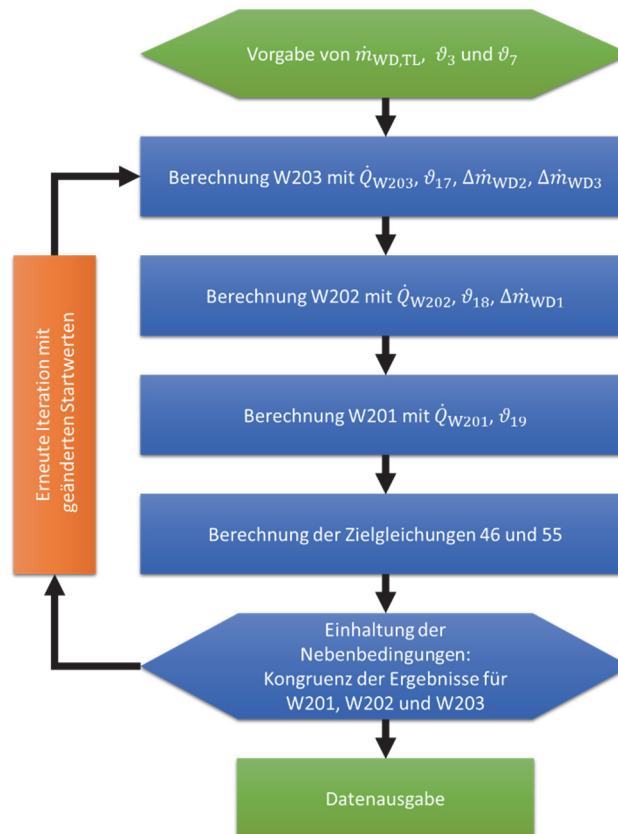 Vorgabe von ṁ_WD,TL, ϑ_3 und ϑ_7
Berechnung W203 mit Q̇_W203, ϑ_17, Δṁ_WD2, Δṁ_WD3
Berechnung W202 mit Q̇_W202, ϑ_18, Δṁ_WD1
Berechnung W201 mit Q̇_W201, ϑ_19
Berechnung der Zielgleichungen 46 und 55
Einhaltung der
Nebenbedingungen:
Kongruenz der Ergebnisse für
W201, W202 und W203
Erneute Iteration mit
geänderten Startwerten
Datenausgabe